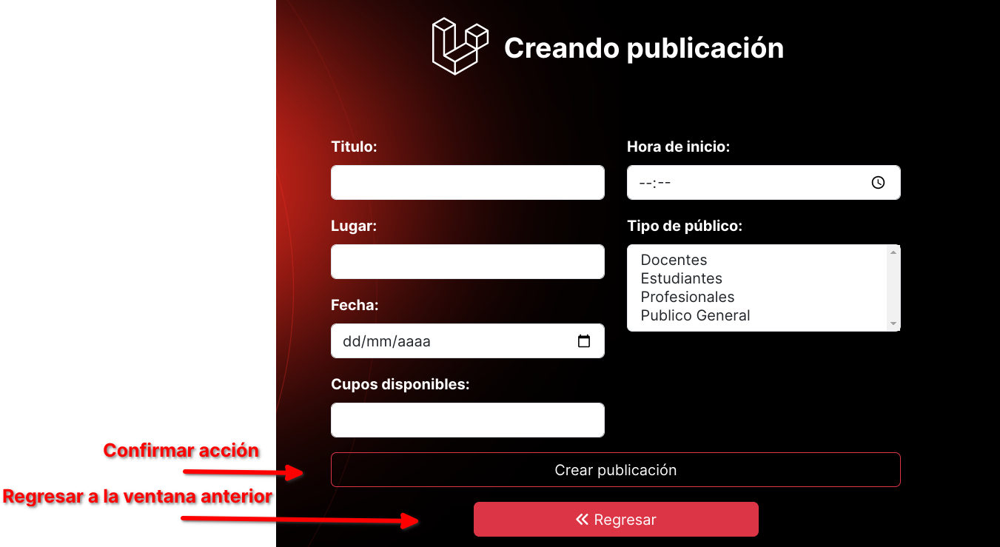 Creando publicación
Titulo:
Hora de inicio:
--:--
Lugar:
Tipo de público:
Docentes
Estudiantes
Profesionales
Publico General
Fecha:
dd/mm/aaaa
Cupos disponibles:
Confirmar acción
Crear publicación
Regresar a la ventana anterior
Regresar